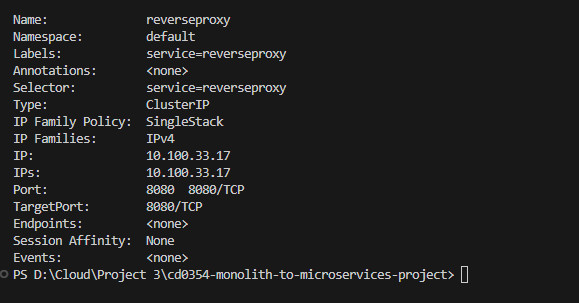 Name: reverseproxy
Namespace: default
Labels: service=reverseproxy
Annotations: <none>
Selector: service=reverseproxy
Type: ClusterIP
IP Family Policy: SingleStack
IP Families: IPv4
IP: 10.100.33.17
IPs: 10.100.33.17
Port: 8080 8080/TCP
TargetPort: 8080/TCP
Endpoints: <none>
Session Affinity: None
Events: <none>
PS D:\Cloud\Project 3\cd0354-monolith-to-microservices-project>